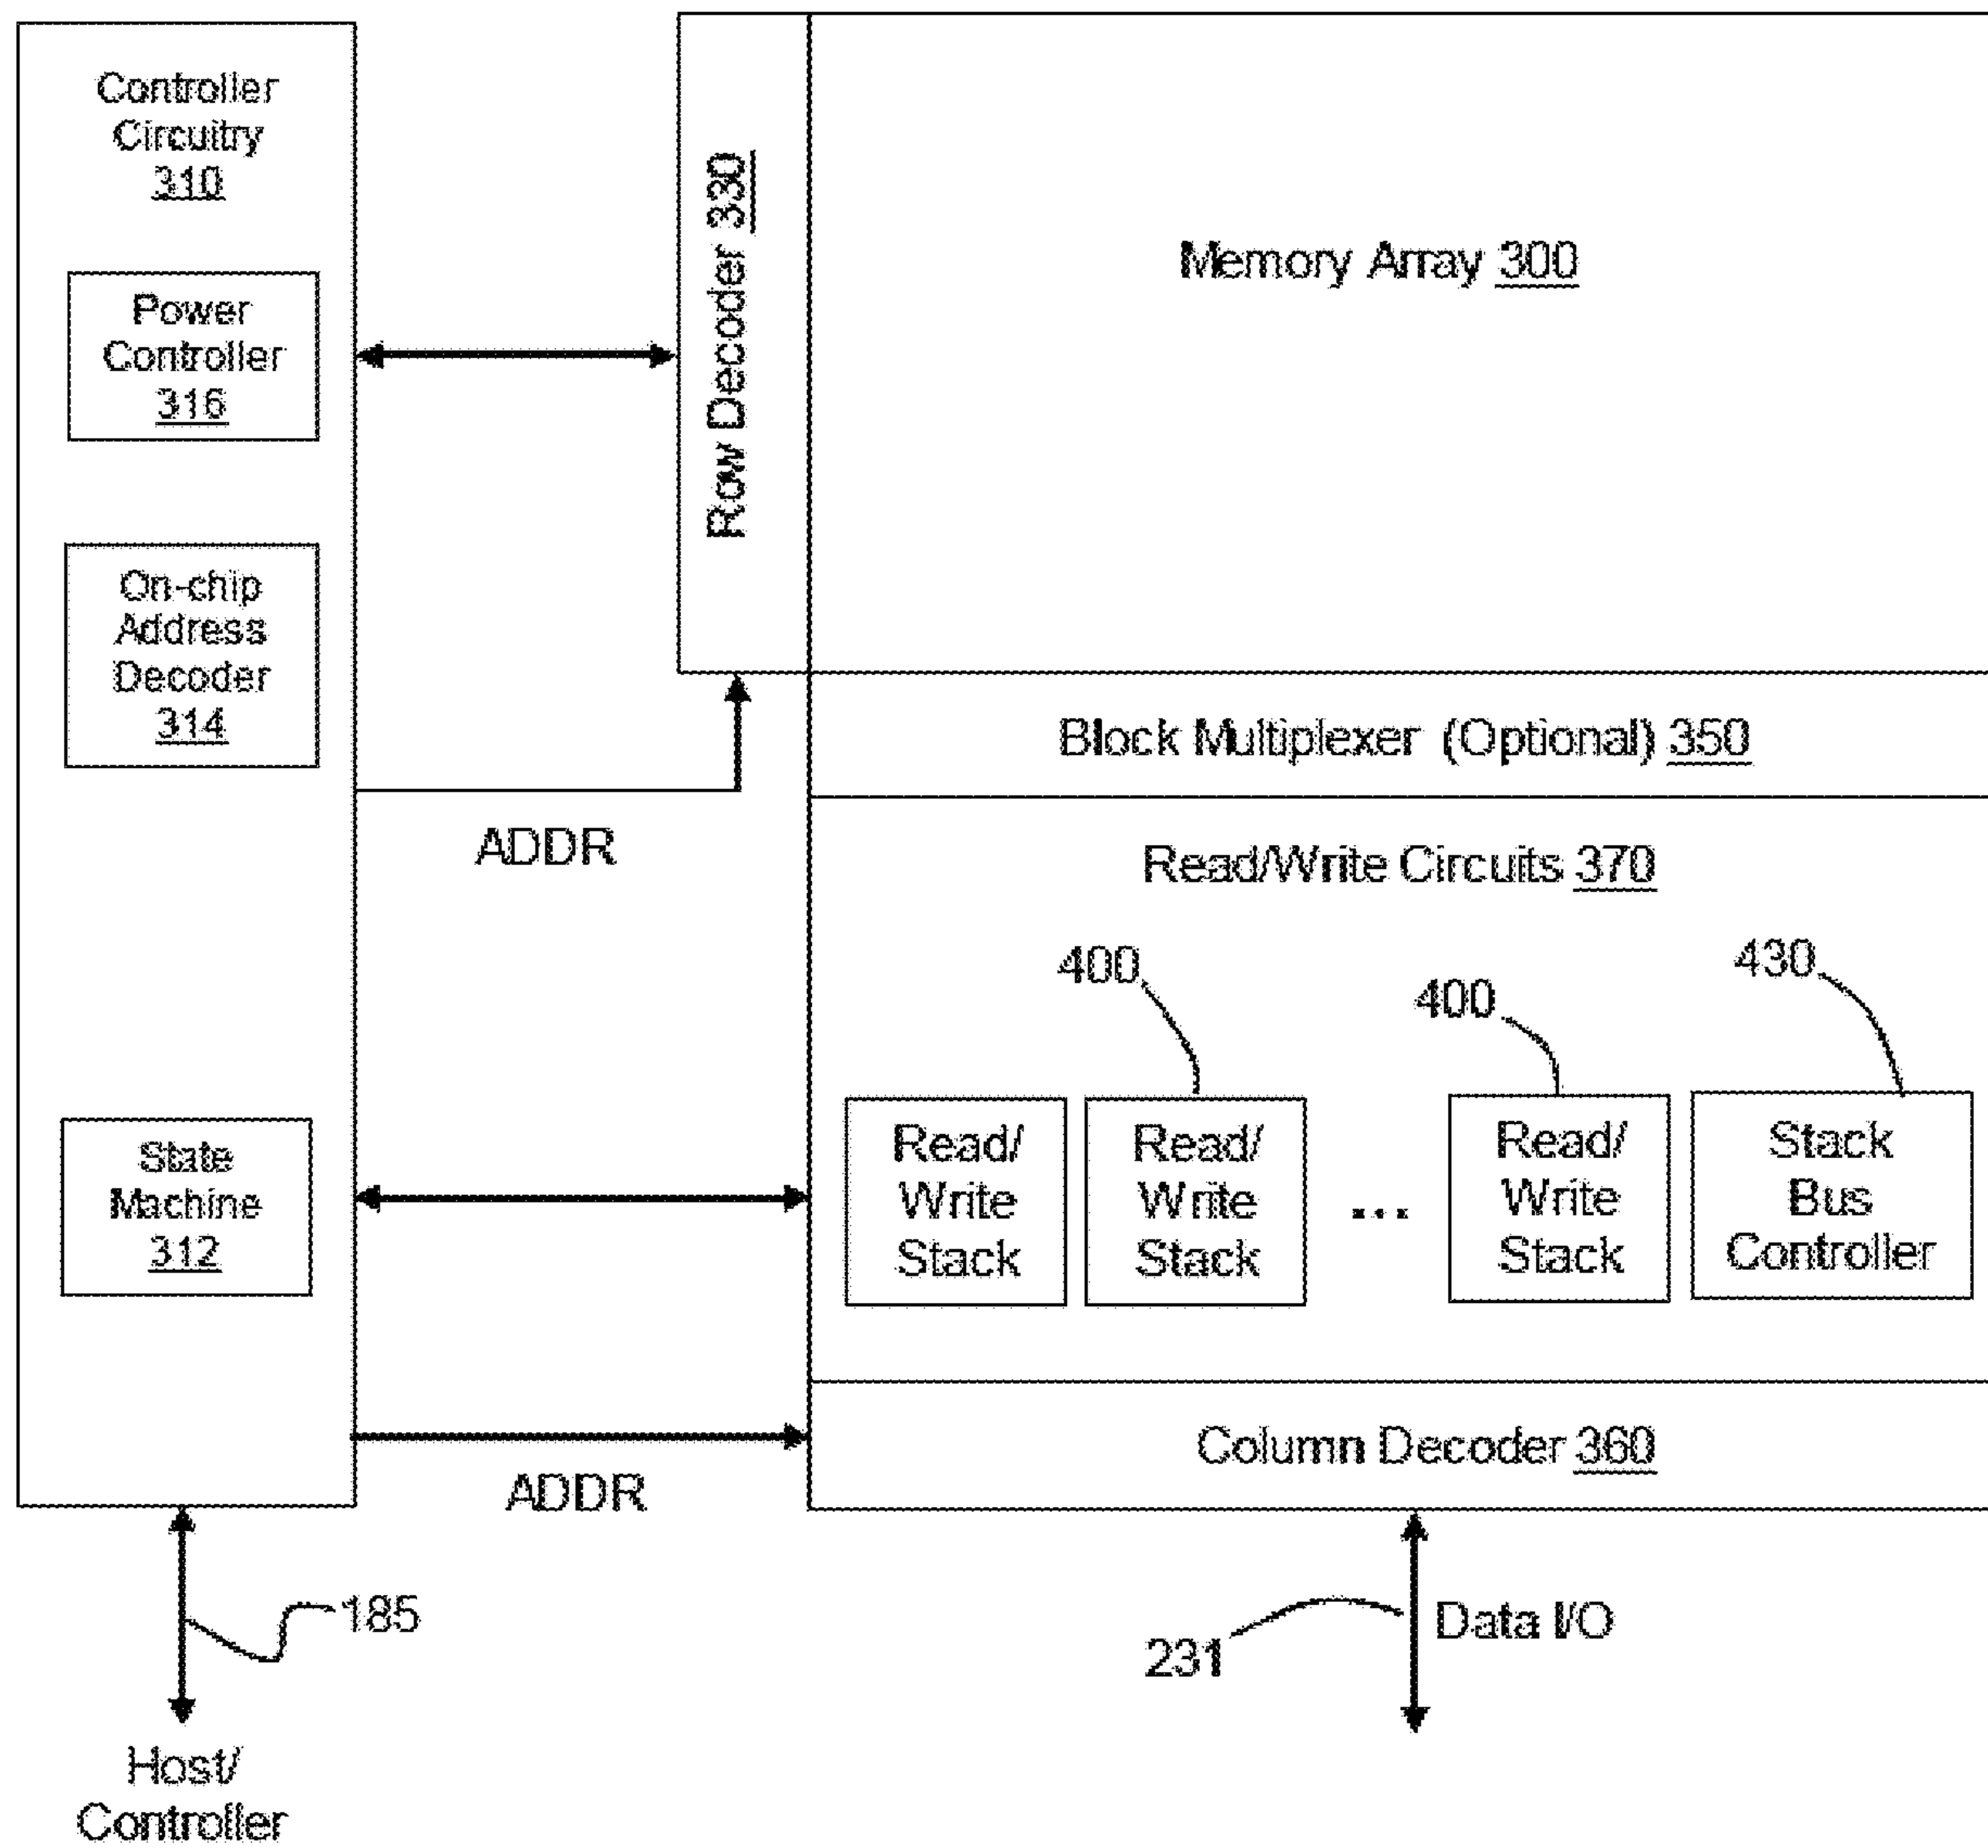 Controller
Circuitry
310
Power
Controller
316
On-chip
Address
Decoder
314
State
Machine
312
Row Decoder 330
Memory Array 300
Block Multiplexer (Optional) 350
ADDR
Read/Write Circuits 370
400
400
430
Read/
Write
Stack
Read/
Write
Stack
...
Read/
Write
Stack
Stack
Bus
Controller
Column Decoder 360
ADDR
185
231
Data I/O
Host/
Controller